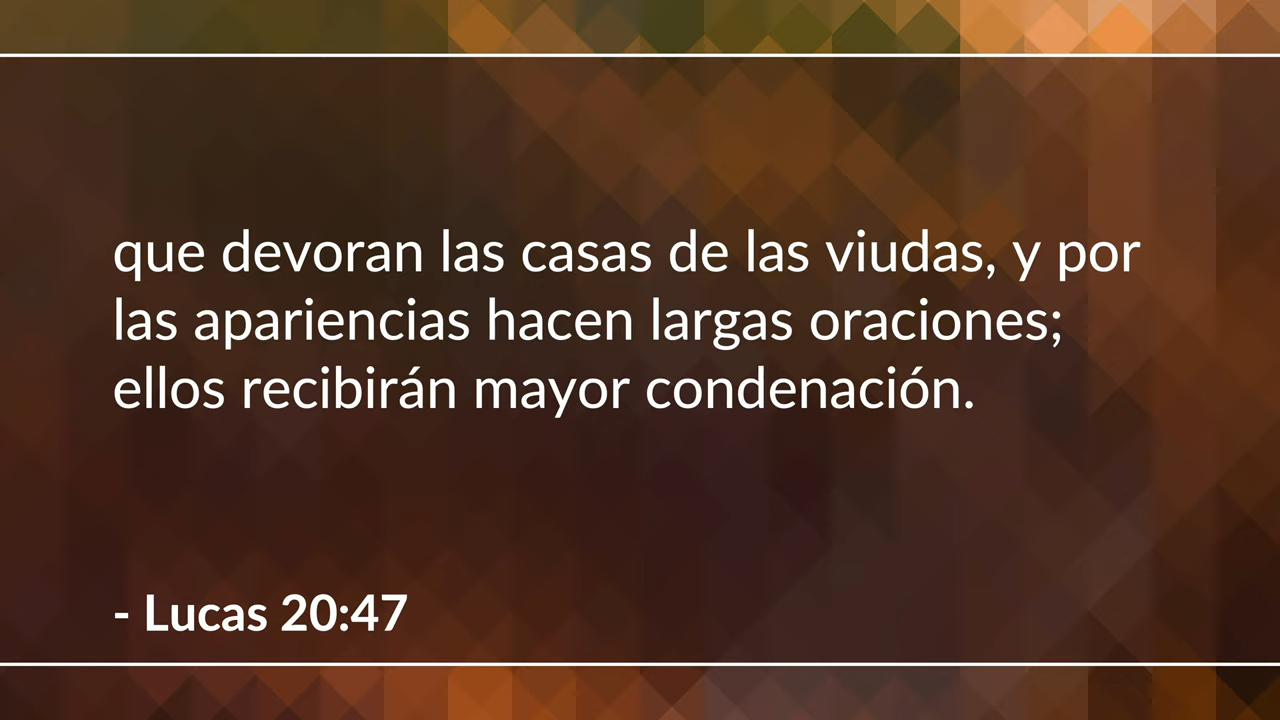 que devoran las casas de las viudas, y por
las apariencias hacen largas oraciones;
ellos recibirán mayor condenación.
- Lucas 20:47